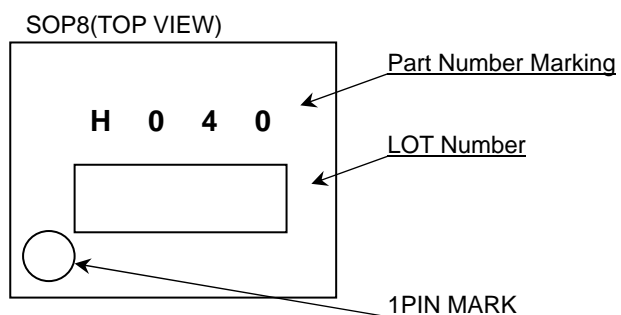 SOP8(TOP VIEW)
Part Number Marking
H 0 4 0
LOT Number
1PIN MARK